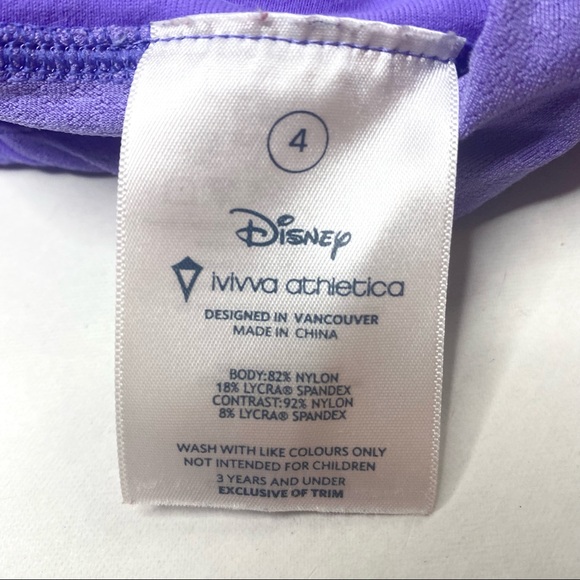 4
Disney
ivivva athletica
DESIGNED IN VANCOUVER
MADE IN CHINA
BODY:82% NYLON
18% LYCRA® SPANDEX
CONTRAST:92% NYLON
8% LYCRA® SPANDEX
WASH WITH LIKE COLOURS ONLY
NOT INTENDED FOR CHILDREN
3 YEARS AND UNDER
EXCLUSIVE OF TRIM